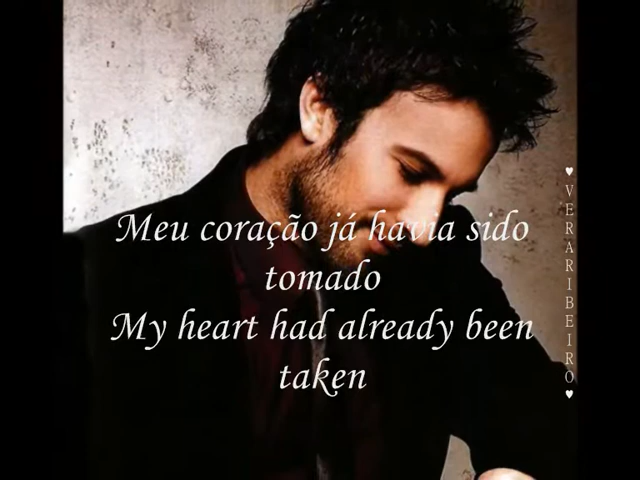 Meu coração já havia sido
tomado
My heart had already been
taken
♥VERARIBEIRO♥